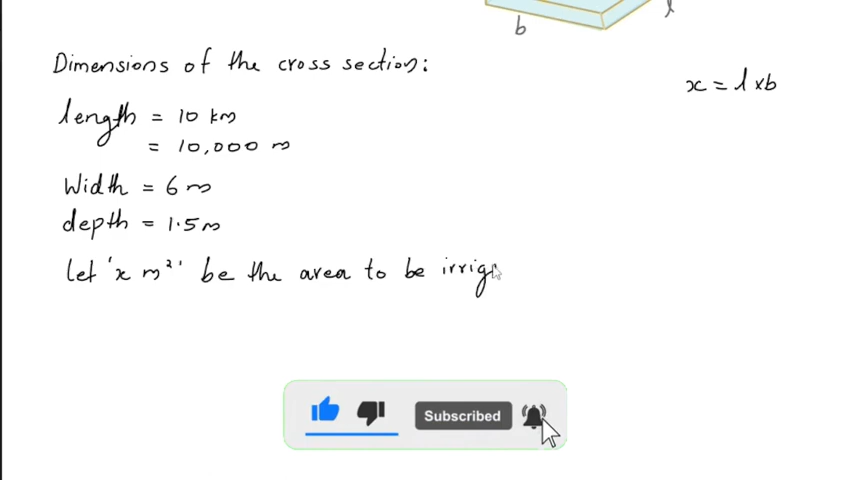 b
l
Dimensions of the cross section:
x = l x b
length = 10 km
= 10,000 m
Width = 6 m
depth = 1.5 m
let 'x m²' be the area to be irrig
Subscribed